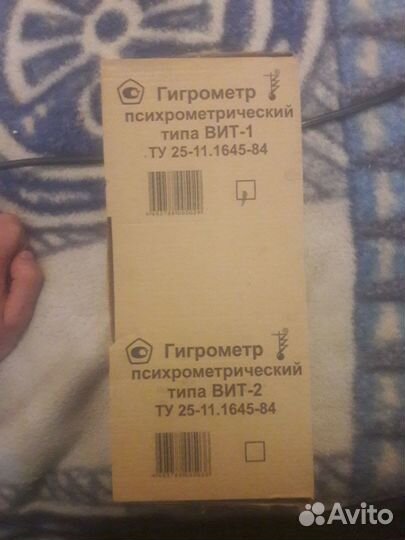 Гигрометр
психрометрический
типа ВИТ-1
ТУ 25-11.1645-84
Гигрометр
психрометрический
типа ВИТ-2
ТУ 25-11.1645-84
Avito